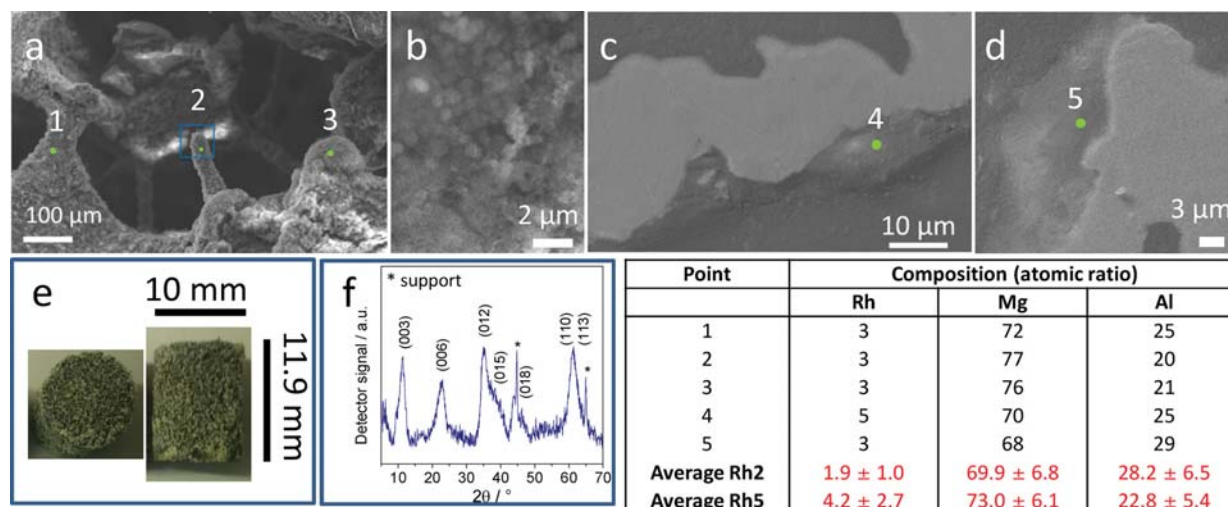 a
1
2
3
100 μm
b
2 μm
c
4
10 μm
d
5
3 μm
e
10 mm
11.9 mm
f
* support
Detector signal / a.u.
(003)
(006)
(012)
(015)
(018)
*
(110)
(113)
*
10 20 30 40 50 60 70
2θ / °
Point Composition (atomic ratio)
Rh Mg Al
1 3 72 25
2 3 77 20
3 3 76 21
4 5 70 25
5 3 68 29
Average Rh2 1.9 ± 1.0 69.9 ± 6.8 28.2 ± 6.5
Average Rh5 4.2 ± 2.7 73.0 ± 6.1 22.8 ± 5.4